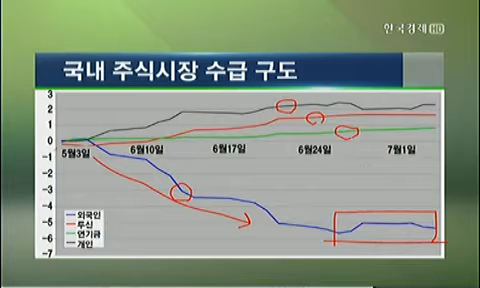 한국경제 HD
국내 주식시장 수급 구도
3
2
1
0
-1
-2
-3
-4
-5
-6
-7
5월3일
6월10일
6월17일
6월24일
7월1일
외국인
투신
연기금
개인